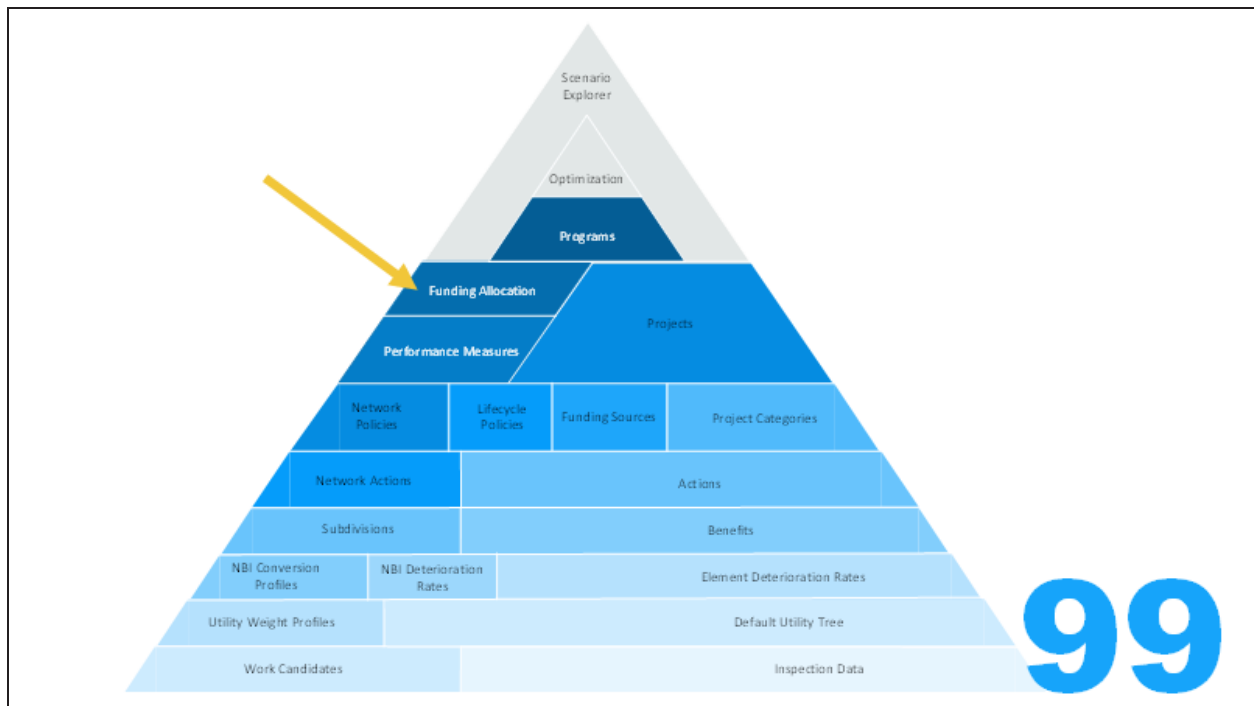 Scenario
Explorer
Optimization
Programs
Funding Allocation
Projects
Performance Measures
Network
Policies
Lifecycle
Policies
Funding Sources
Project Categories
Network Actions
Actions
Subdivisions
Benefits
NBI Conversion
Profiles
NBI Deterioration
Rates
Element Deterioration Rates
Utility Weight Profiles
Default Utility Tree
Work Candidates
Inspection Data
99